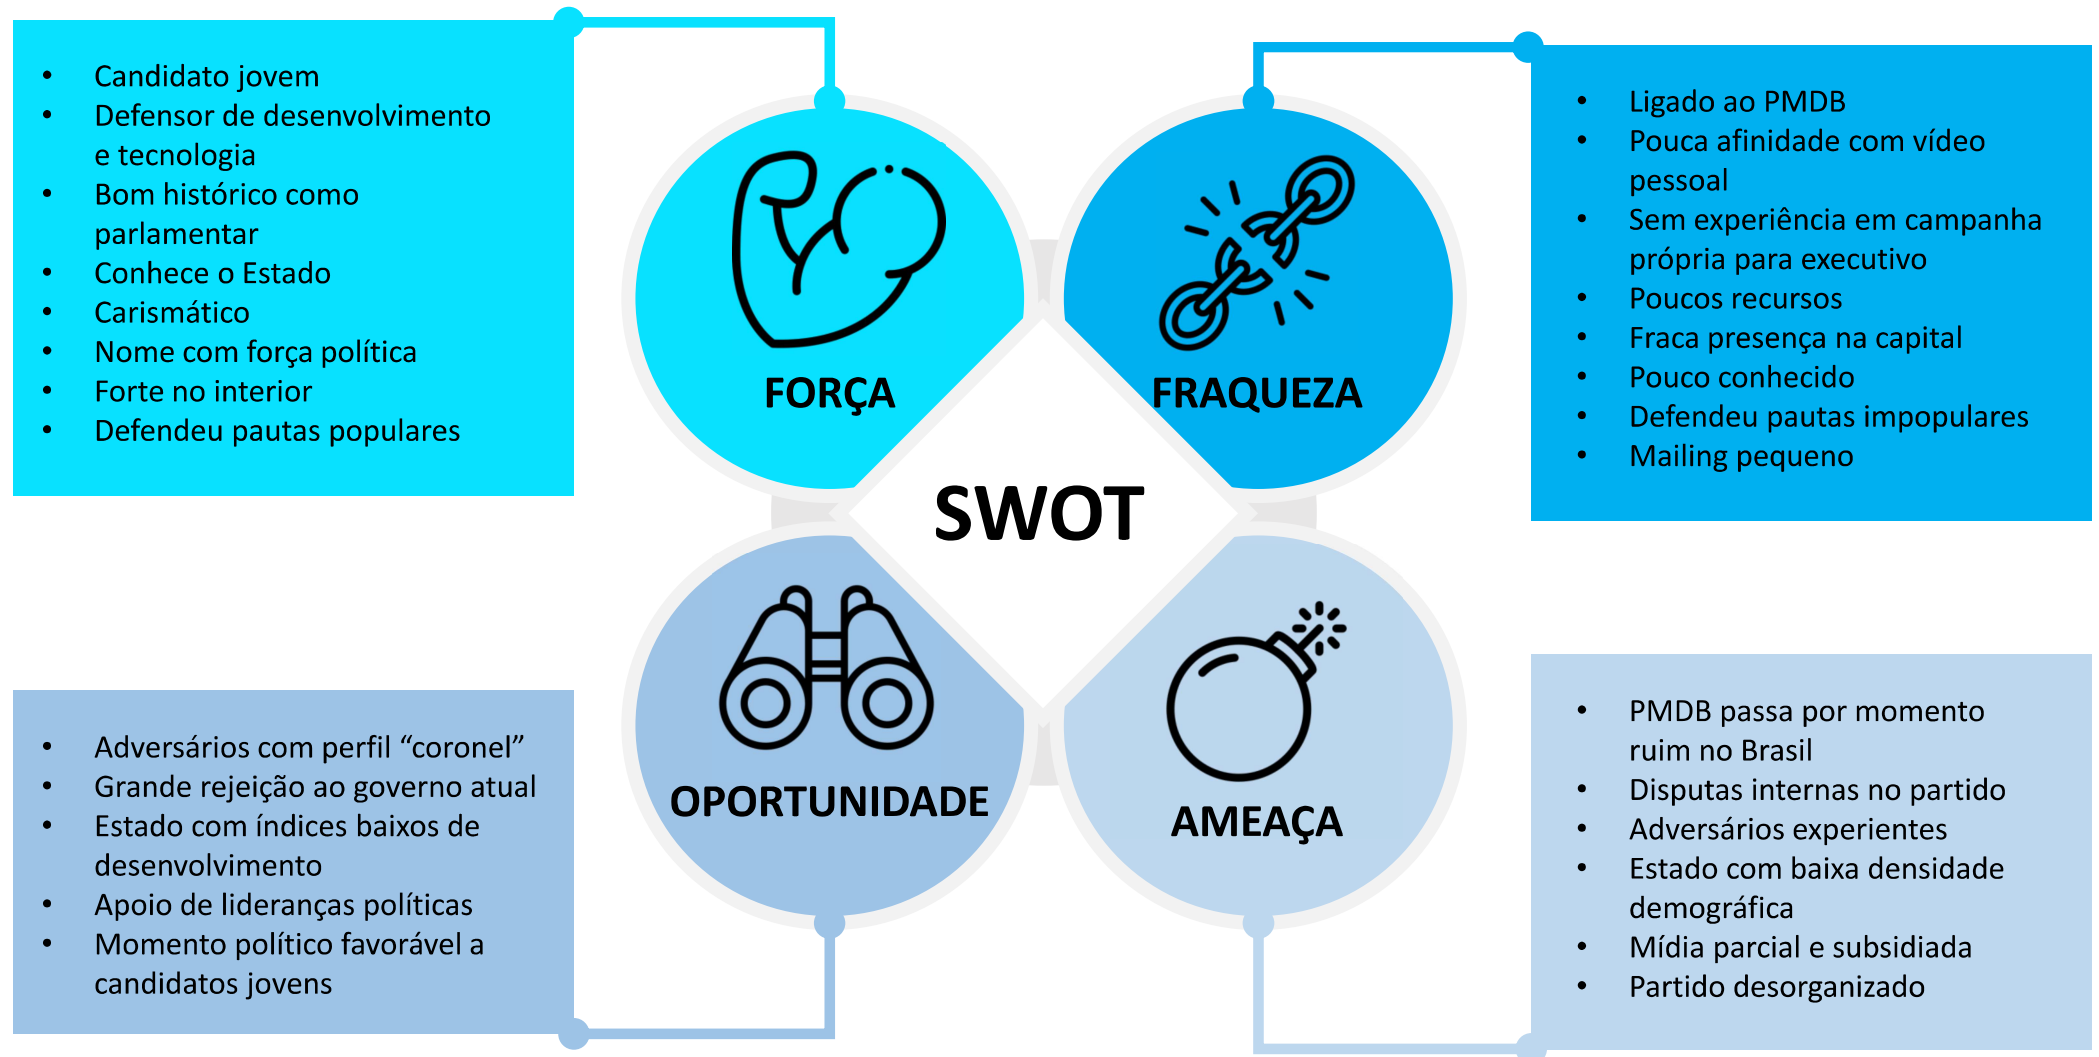 • Candidato jovem
• Defensor de desenvolvimento
e tecnologia
• Bom histórico como
parlamentar
• Conhece o Estado
• Carismático
• Nome com força política
• Forte no interior
• Defendeu pautas populares
FORÇA
FRAQUEZA
• Ligado ao PMDB
• Pouca afinidade com vídeo
pessoal
• Sem experiência em campanha
própria para executivo
• Poucos recursos
• Fraca presença na capital
• Pouco conhecido
• Defendeu pautas impopulares
• Mailing pequeno
SWOT
• Adversários com perfil “coronel”
• Grande rejeição ao governo atual
• Estado com índices baixos de
desenvolvimento
• Apoio de lideranças políticas
• Momento político favorável a
candidatos jovens
OPORTUNIDADE
AMEAÇA
• PMDB passa por momento
ruim no Brasil
• Disputas internas no partido
• Adversários experientes
• Estado com baixa densidade
demográfica
• Mídia parcial e subsidiada
• Partido desorganizado